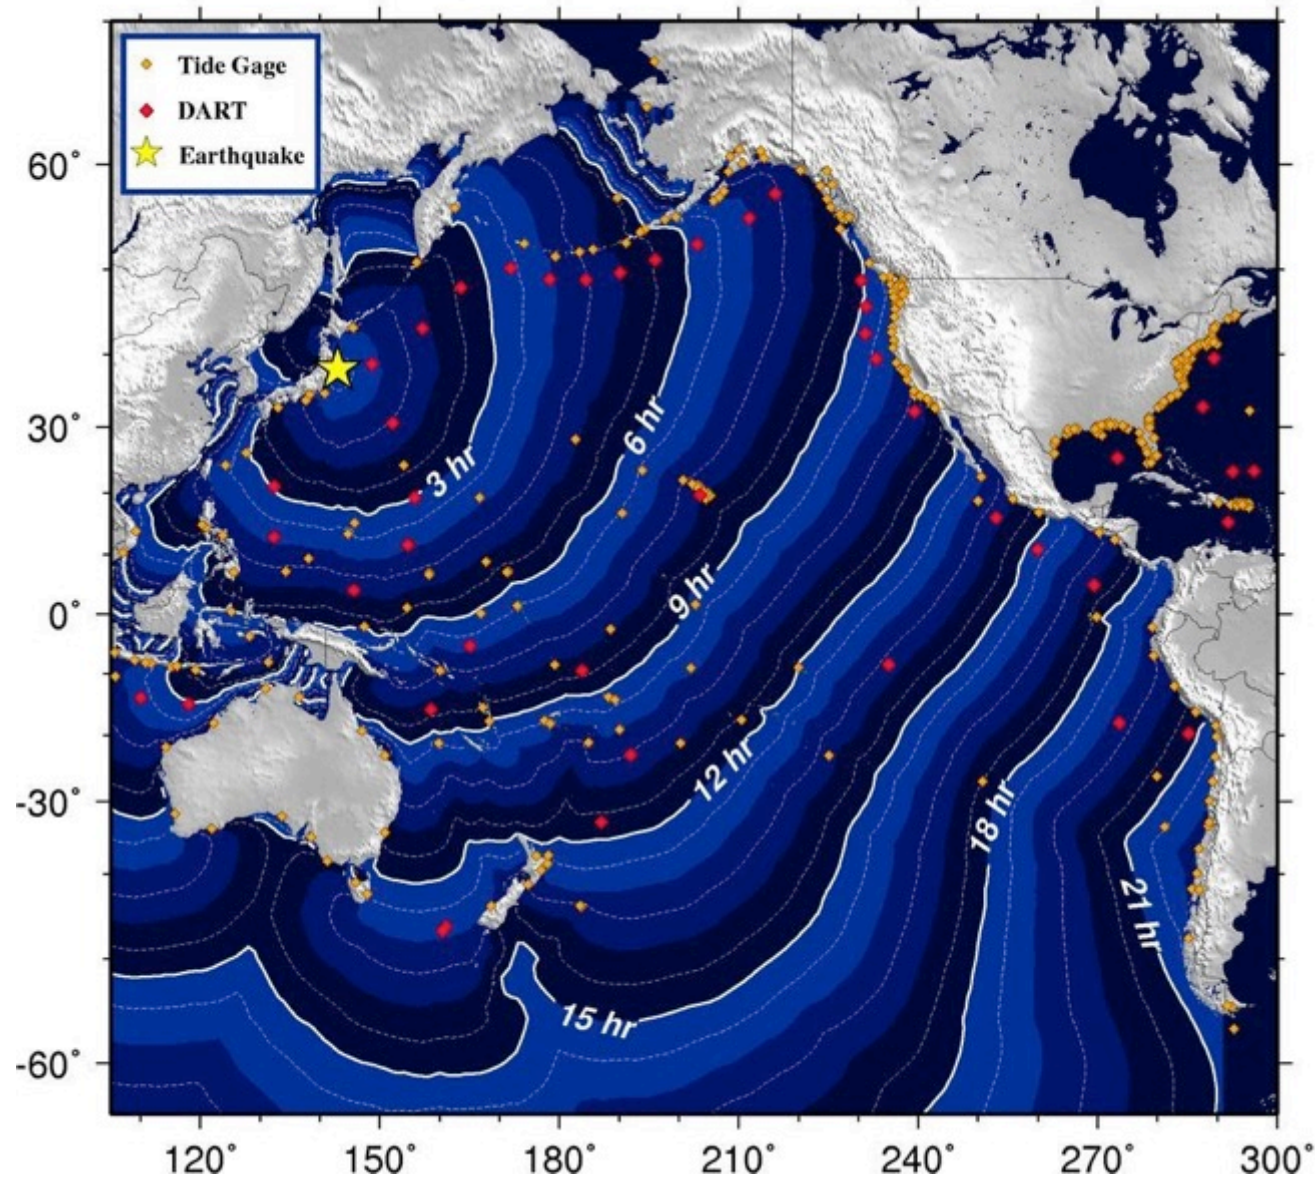 Tide Gage
DART
Earthquake
60°
30°
0°
-30°
-60°
3 hr
6 hr
9 hr
12 hr
15 hr
18 hr
21 hr
120° 150° 180° 210° 240° 270° 300°